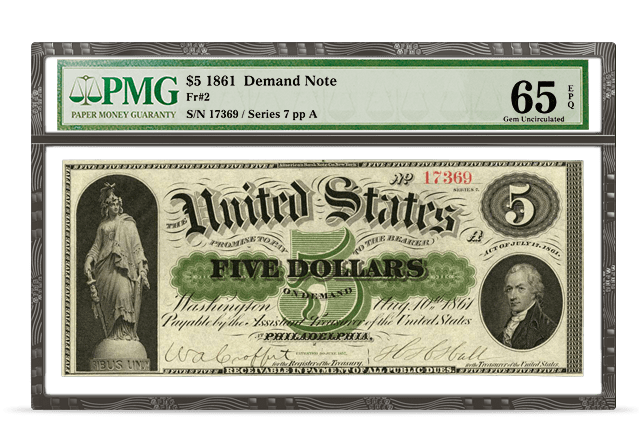 PMG
PAPER MONEY GUARANTY
$5 1861 Demand Note
Fr#2
S/N 17369 / Series 7 pp A
65 EPQ
Gem Uncirculated
No 17369
SERIES 7.
5
THE United States
PROMISE TO PAY TO THE BEARER
A
ACT OF JULY 17, 1861.
5
FIVE DOLLARS
ON DEMAND
Washington Aug. 10th 1861
Payable by the Assistant Treasurer of the United States
PHILADELPHIA,
for the Register of the Treasury.
for the Treasurer of the United States.
RECEIVABLE IN PAYMENT OF ALL PUBLIC DUES.